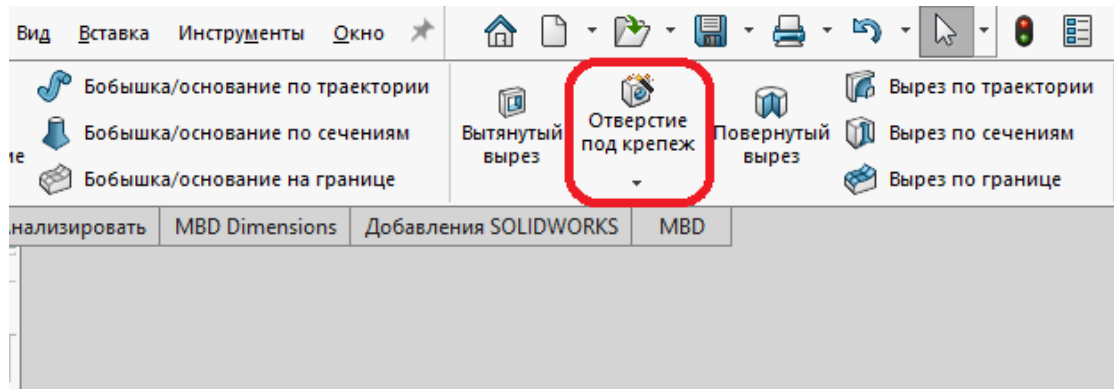 Вид Вставка Инструменты Окно
Бобышка/основание по траектории
Бобышка/основание по сечениям
Бобышка/основание на границе
Вытянутый
вырез
Отверстие
под крепеж
Повернутый
вырез
Вырез по траектории
Вырез по сечениям
Вырез по границе
MBD Dimensions Добавления SOLIDWORKS MBD